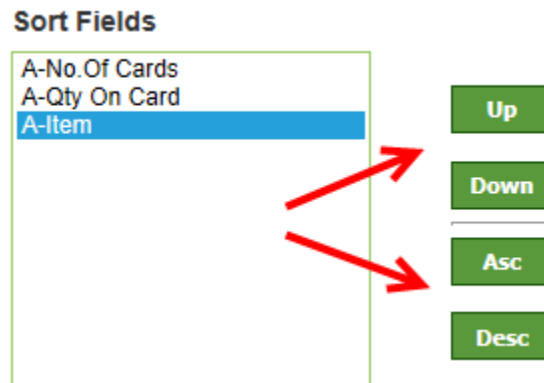 Sort Fields
A-No.Of Cards
A-Qty On Card
A-Item
Up
Down
Asc
Desc